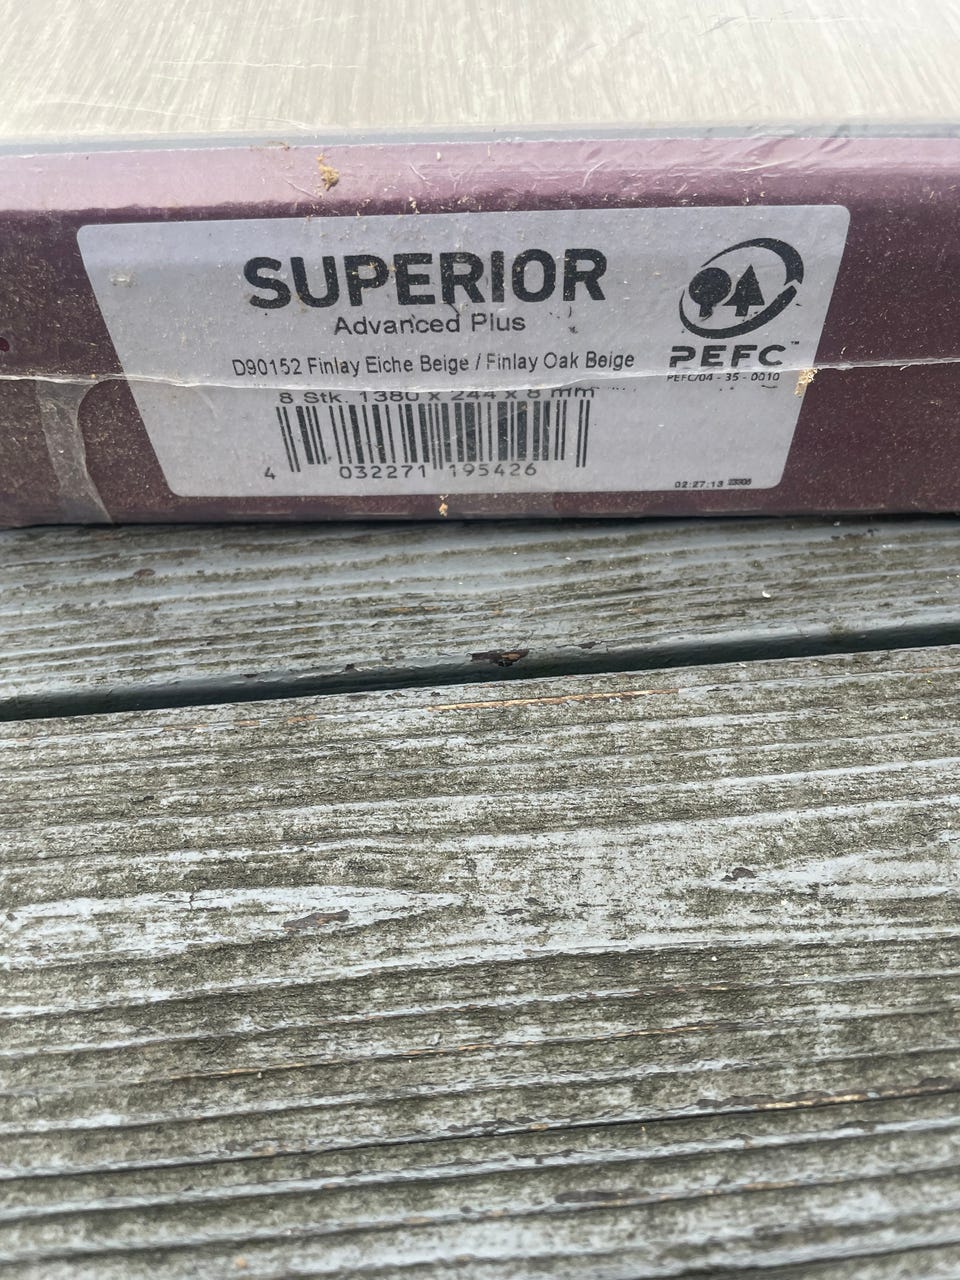 SUPERIOR
Advanced Plus
D90152 Finlay Eiche Beige / Finlay Oak Beige
8 Stk. 1380 x 244 x 8 mm
4 032271 195426
PEFC™
PEFC/04 - 35 - 0010
02:27:13